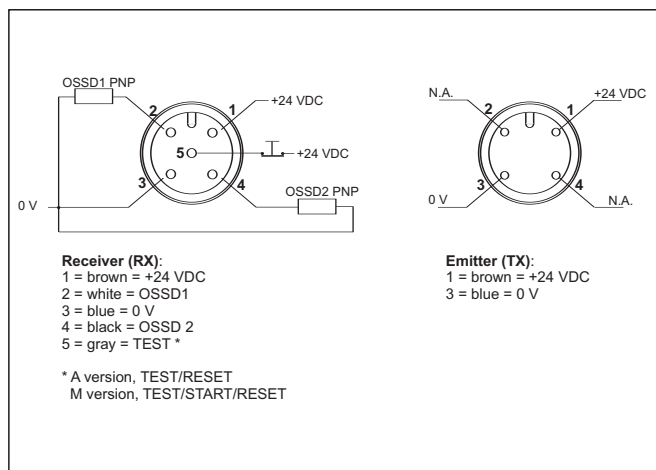 OSSD1 PNP
2
1
+24 VDC
5
+24 VDC
3
4
OSSD2 PNP
0 V
N.A.
2
1
+24 VDC
3
4
0 V
N.A.
Receiver (RX):
1 = brown = +24 VDC
2 = white = OSSD1
3 = blue = 0 V
4 = black = OSSD 2
5 = gray = TEST *
* A version, TEST/RESET
M version, TEST/START/RESET
Emitter (TX):
1 = brown = +24 VDC
3 = blue = 0 V